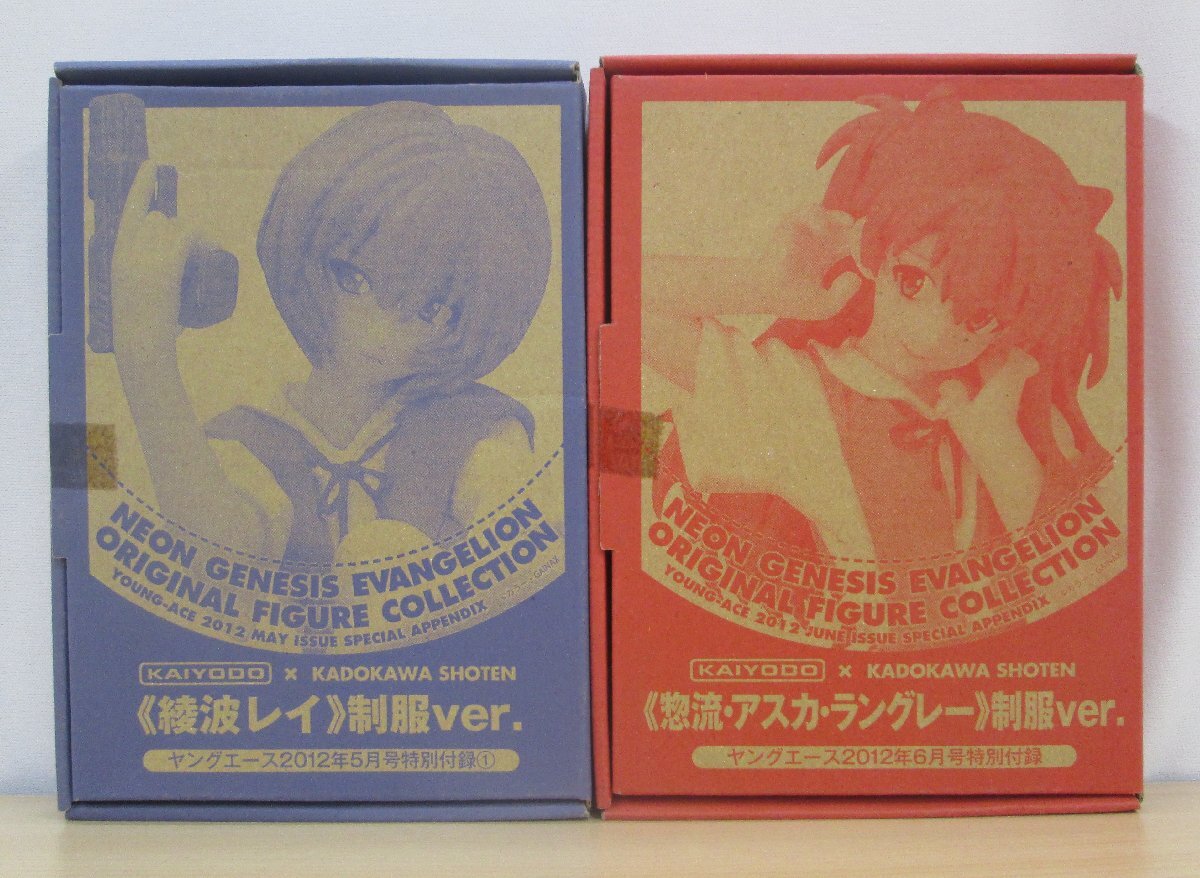 NEON GENESIS EVANGELION
ORIGINAL FIGURE COLLECTION
YOUNG-ACE 2012 MAY ISSUE SPECIAL APPENDIX
KAIYODO × KADOKAWA SHOTEN
《綾波レイ》制服ver.
ヤングエース2012年5月号特別付録①
NEON GENESIS EVANGELION
ORIGINAL FIGURE COLLECTION
YOUNG-ACE 2012 JUNE ISSUE SPECIAL APPENDIX
KAIYODO × KADOKAWA SHOTEN
《惣流・アスカ・ラングレー》制服ver.
ヤングエース2012年6月号特別付録